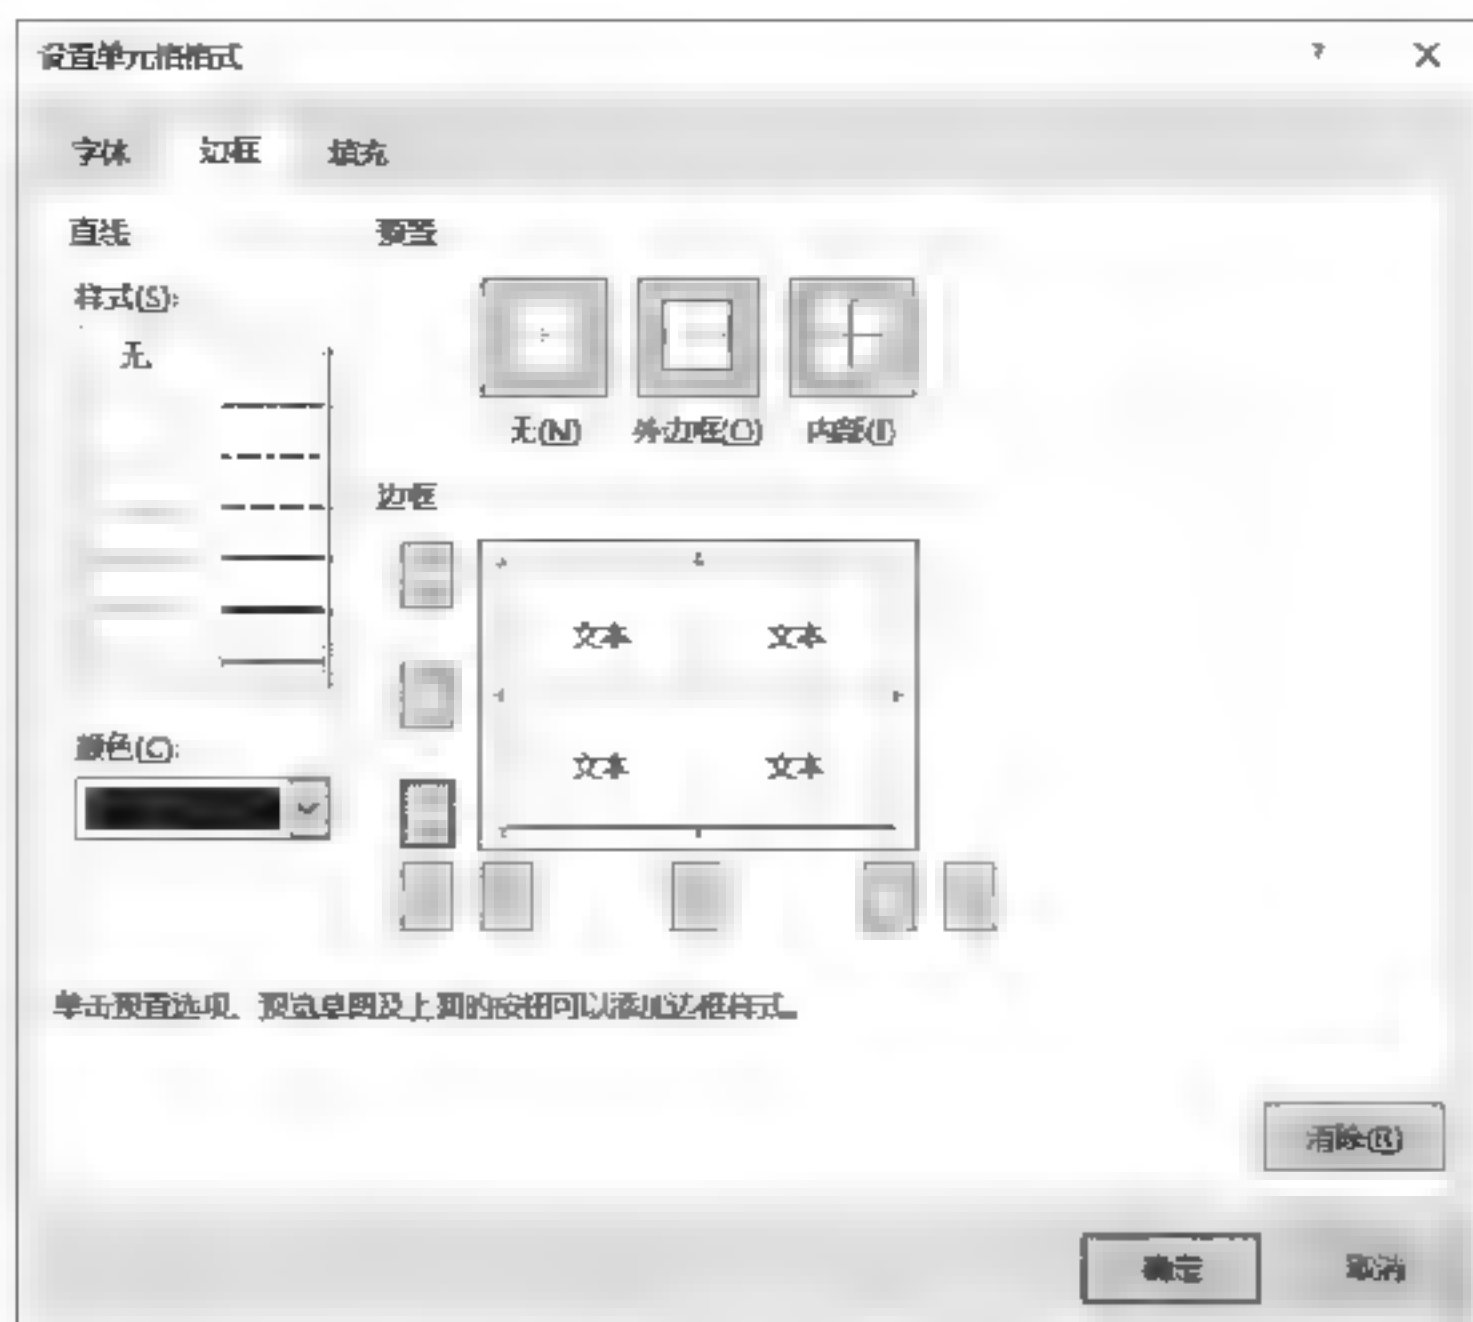 设置单元格格式
? ×
字体 边框 填充
直线 预置
样式(S):
无
无(N) 外边框(O) 内部(I)
边框
文本 文本
文本 文本
颜色(C):
单击预置选项、预览草图及上面的按钮可以添加边框样式。
清除(R)
确定 取消